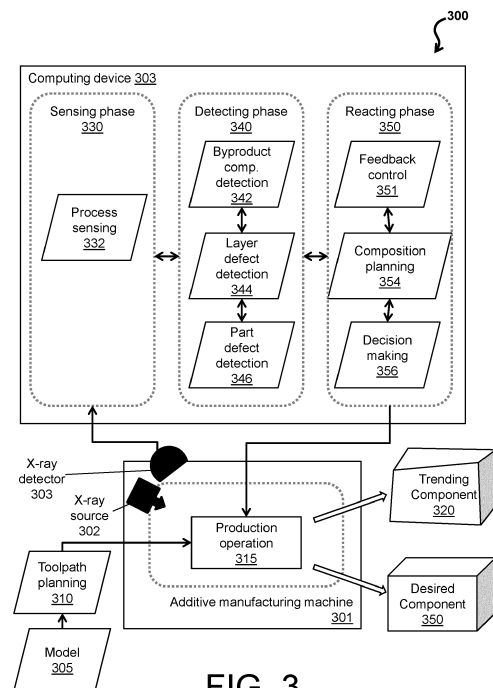 300
Computing device 303
Sensing phase
330
Detecting phase
340
Reacting phase
350
Process
sensing
332
Byproduct
comp.
detection
342
Layer
defect
detection
344
Part
defect
detection
346
Feedback
control
351
Composition
planning
354
Decision
making
356
X-ray
detector
303
X-ray
source
302
Production
operation
315
Additive manufacturing machine
301
Trending
Component
320
Desired
Component
350
Toolpath
planning
310
Model
305
FIG. 3